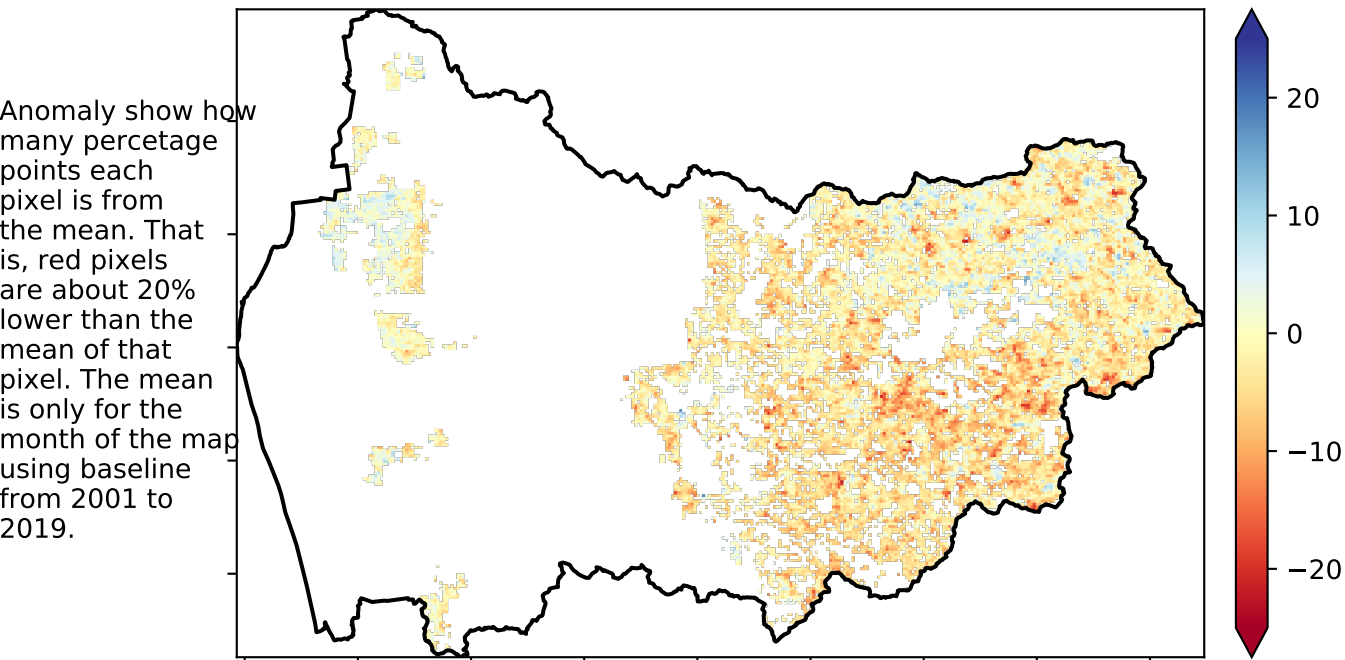 Anomaly show how
many percetage
points each
pixel is from
the mean. That
is, red pixels
are about 20%
lower than the
mean of that
pixel. The mean
is only for the
month of the map
using baseline
from 2001 to
2019.
20
10
0
−10
−20